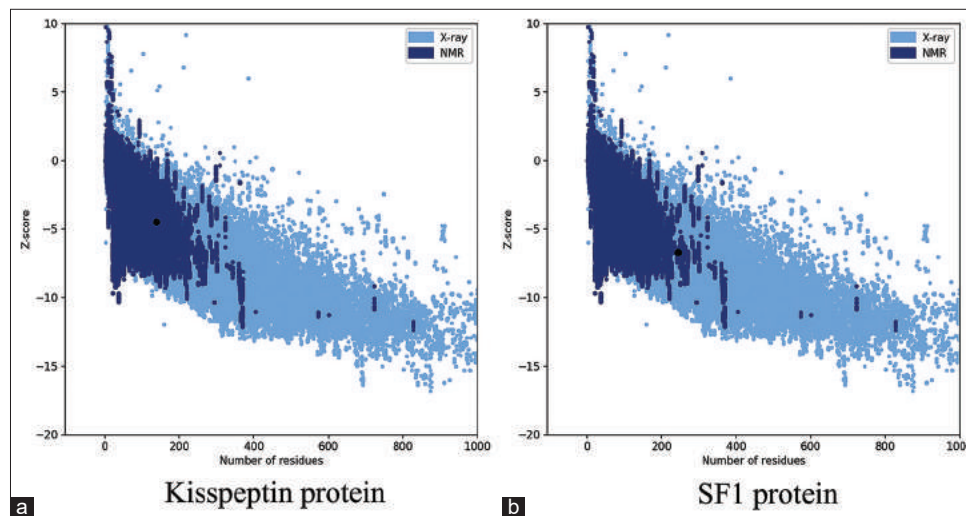 10
5
0
−5
−10
−15
−20
Z-score
0
200
400
600
800
1000
Number of residues
X-ray
NMR
a
Kisspeptin protein
10
5
0
−5
−10
−15
−20
Z-score
0
200
400
600
800
100
Number of residues
X-ray
NMR
b
SF1 protein